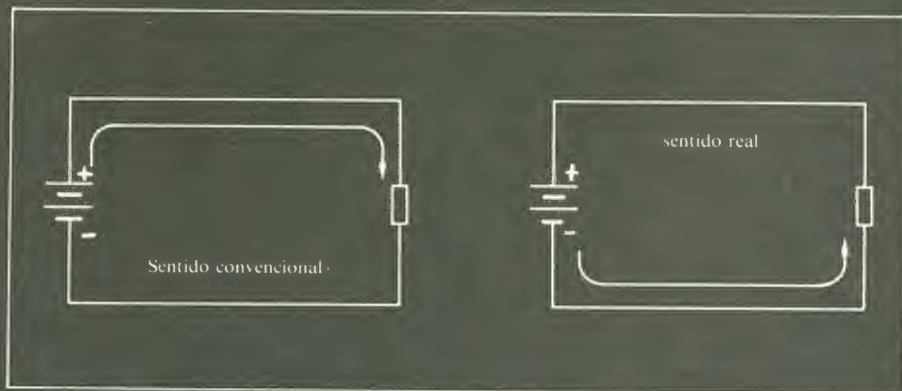 +
-
Sentido convencional
sentido real
+
-